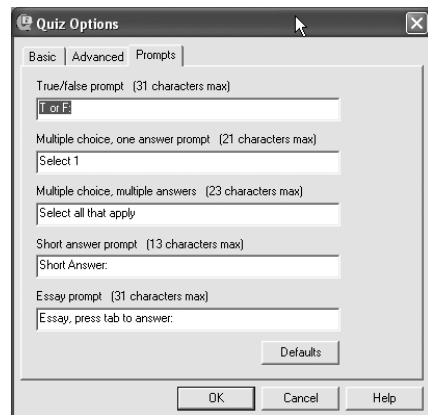 Quiz Options
Basic Advanced Prompts
True/false prompt (31 characters max)
T or F:
Multiple choice, one answer prompt (21 characters max)
Select 1
Multiple choice, multiple answers (23 characters max)
Select all that apply
Short answer prompt (13 characters max)
Short Answer:
Essay prompt (31 characters max)
Essay, press tab to answer:
Defaults
OK Cancel Help